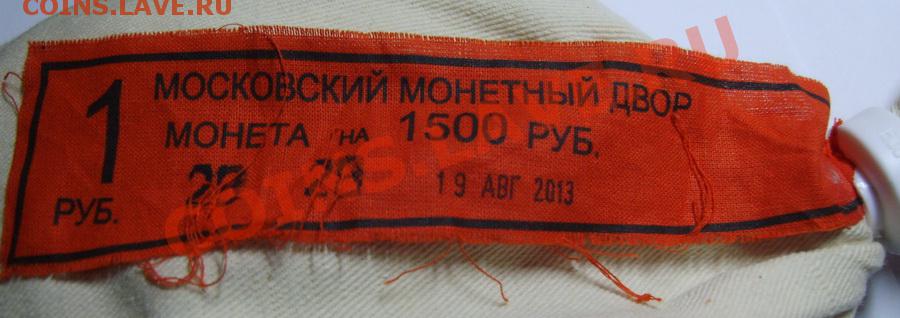 COINS.LAVE.RU
МОСКОВСКИЙ МОНЕТНЫЙ ДВОР
1 РУБ.
МОНЕТА НА 1500 РУБ.
19 АВГ 2013